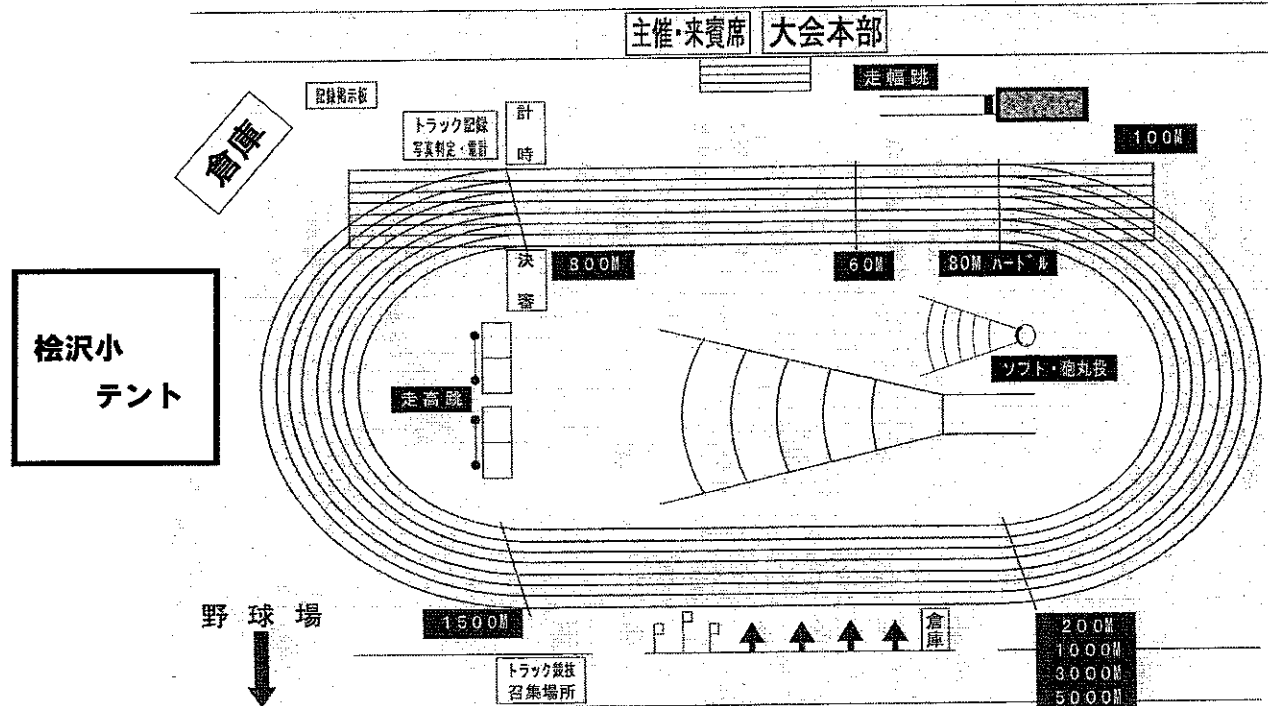 主催・来賓席
大会本部
走幅跳
記録掲示板
倉庫
トラック記録
写真判定・電計
計時
100M
決審
800M
60M
80M ハードル
桧沢小
テント
ソフト・砲丸投
走高跳
野球場
1500M
倉庫
200M
1000M
3000M
5000M
トラック競技
召集場所